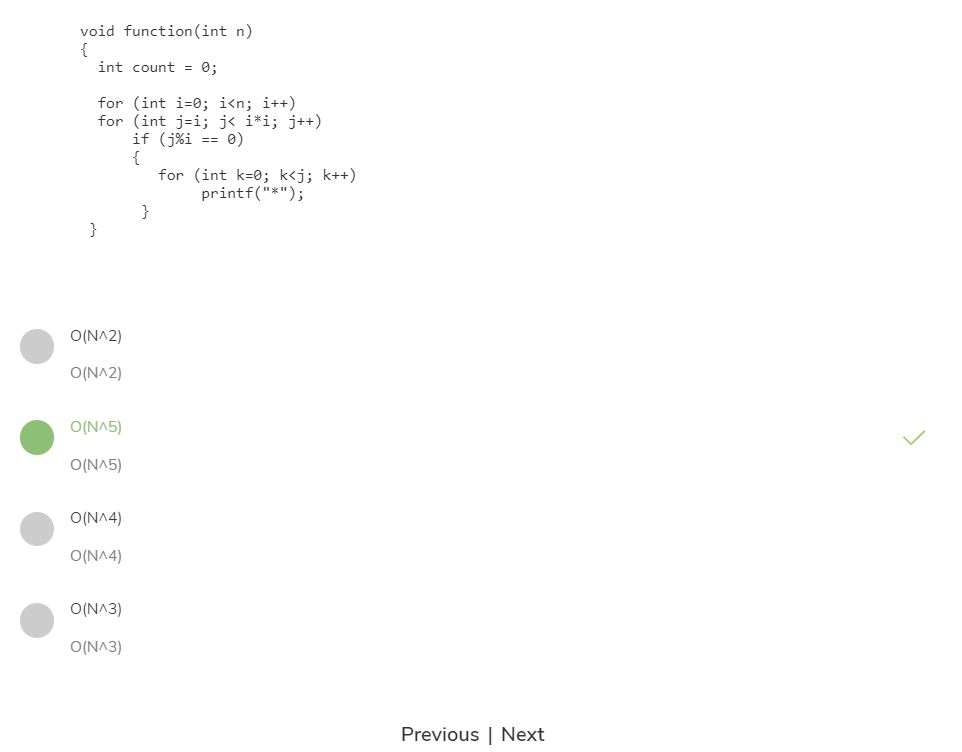 void function(int n)
{
int count = 0;
for (int i=0; i<n; i++)
for (int j=i; j< i*i; j++)
if (j%i == 0)
{
for (int k=0; k<j; k++)
printf("*");
}
}
O(N^2)
O(N^2)
O(N^5)
O(N^5)
O(N^4)
O(N^4)
O(N^3)
O(N^3)
Previous | Next